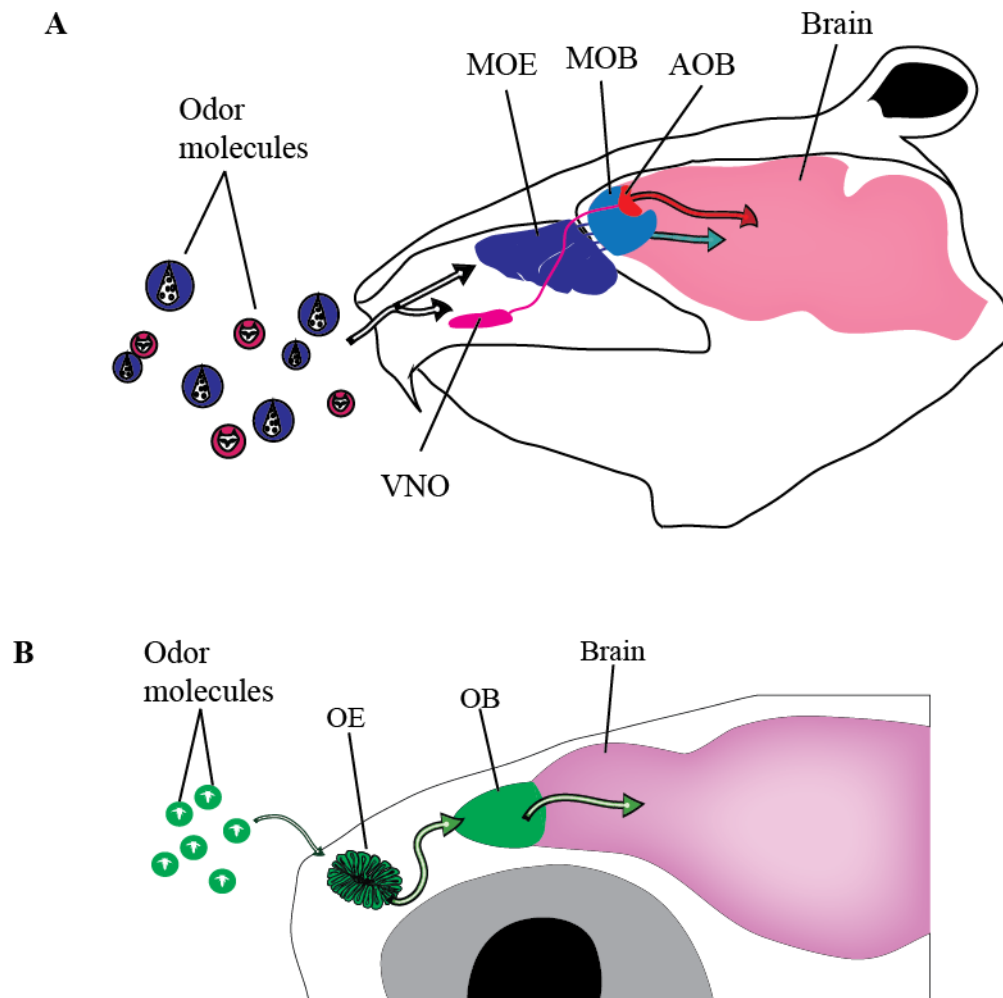 A
Brain
MOE
MOB
AOB
Odor
molecules
VNO
B
Odor
molecules
Brain
OE
OB